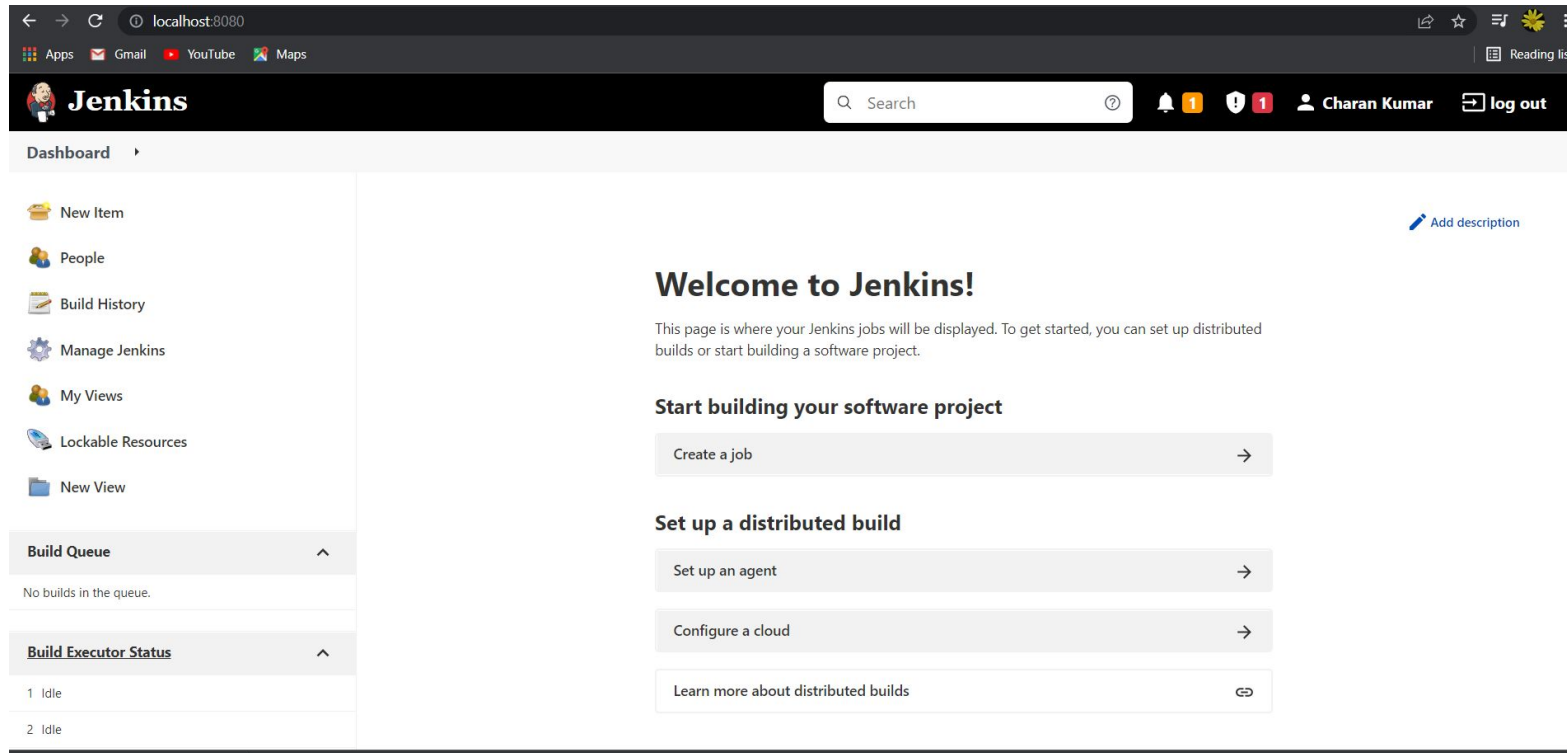 localhost:8080
Apps Gmail YouTube Maps
Reading lis
Jenkins
Search
1
1
Charan Kumar
log out
Dashboard
New Item
People
Build History
Manage Jenkins
My Views
Lockable Resources
New View
Build Queue
No builds in the queue.
Build Executor Status
1 Idle
2 Idle
Add description
Welcome to Jenkins!
This page is where your Jenkins jobs will be displayed. To get started, you can set up distributed
builds or start building a software project.
Start building your software project
Create a job
Set up a distributed build
Set up an agent
Configure a cloud
Learn more about distributed builds